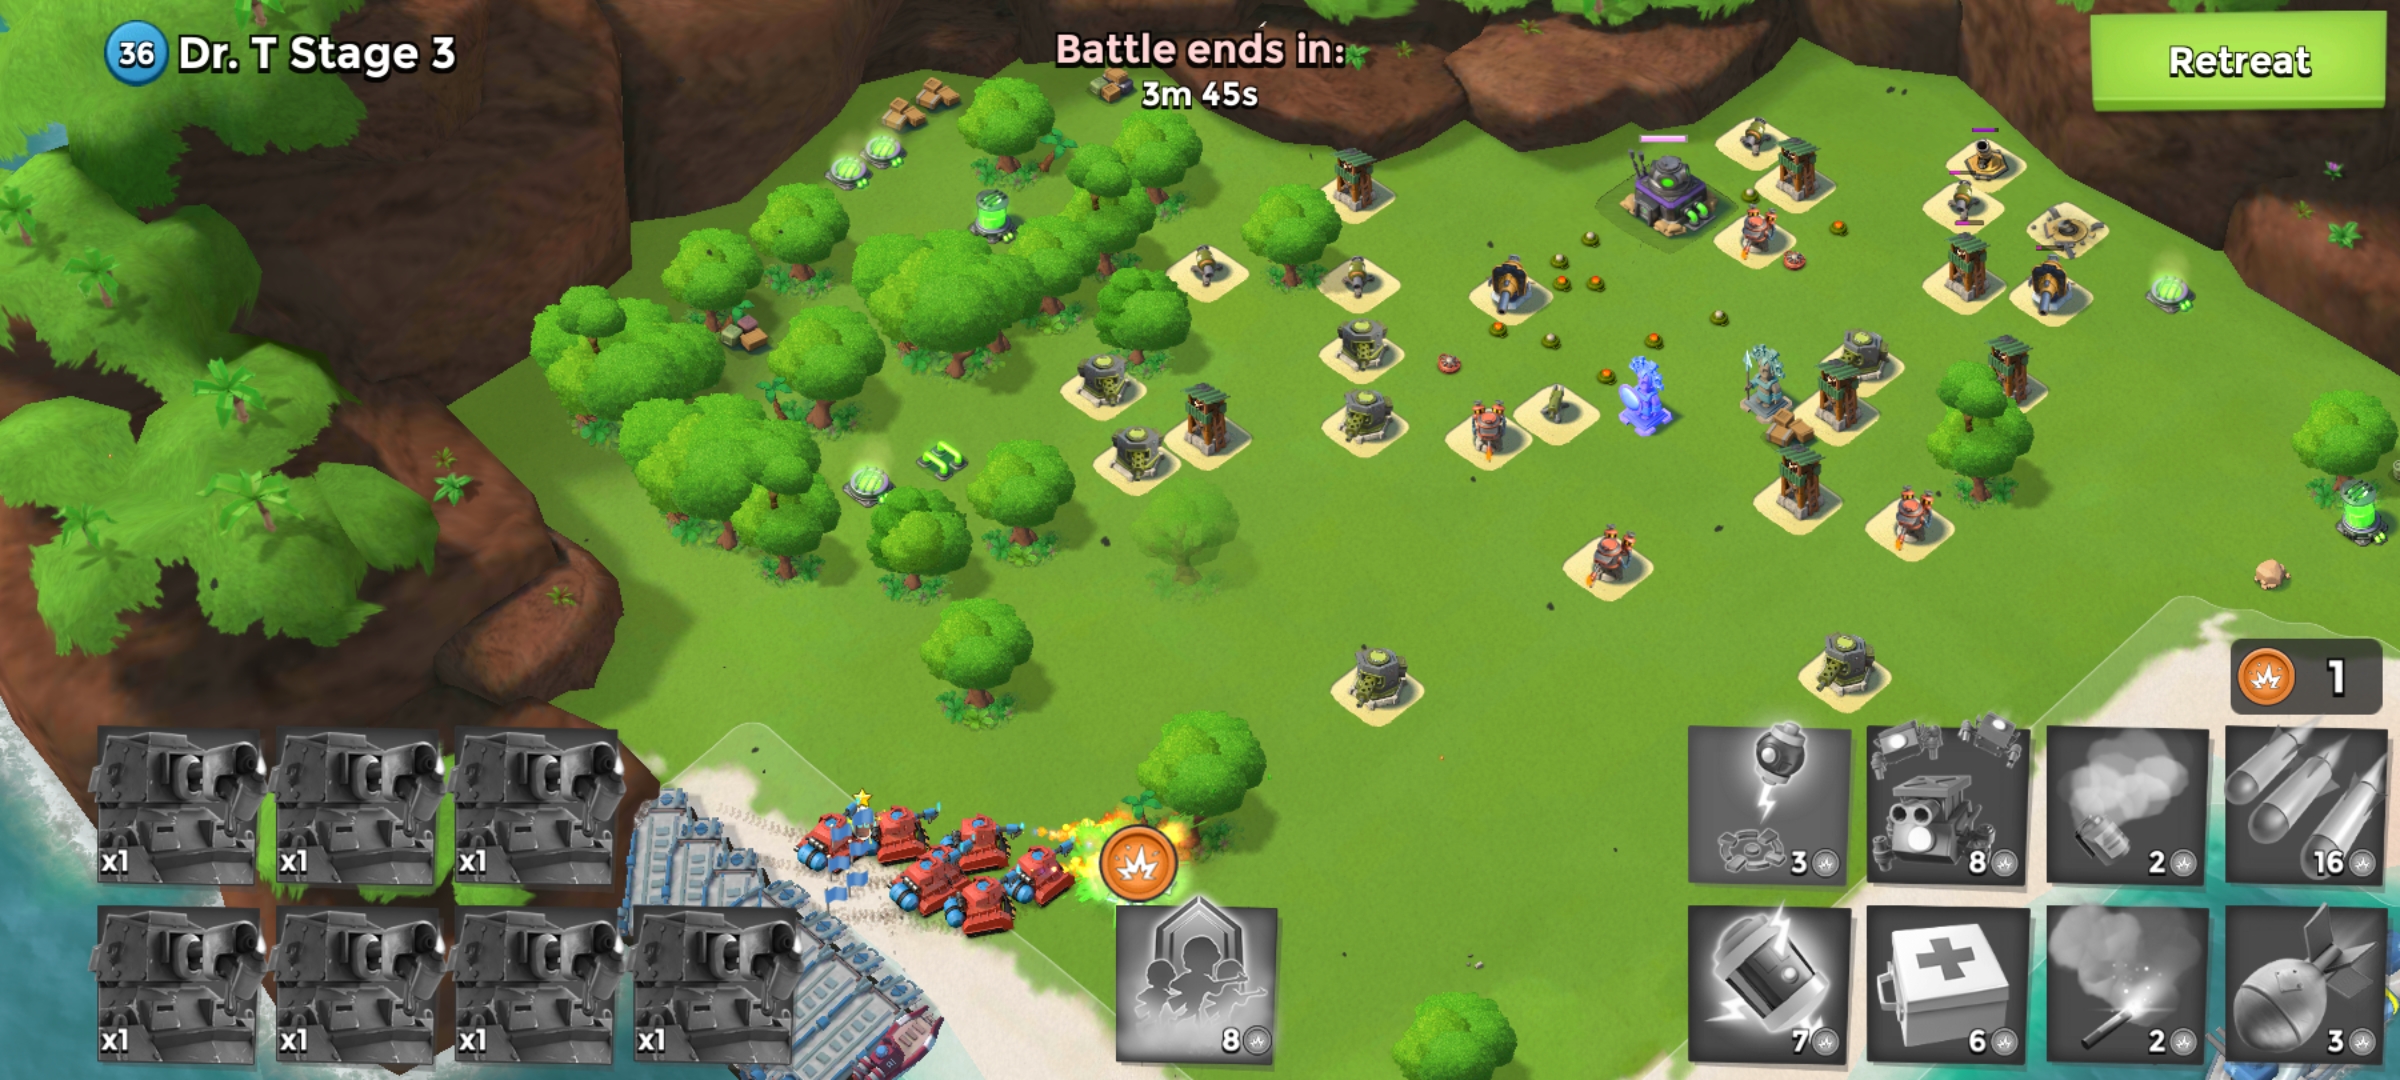 36 Dr. T Stage 3
Battle ends in:
3m 45s
Retreat
1
x1 x1 x1
3 8 2 16
x1 x1 x1 x1
8
7 6 2 3